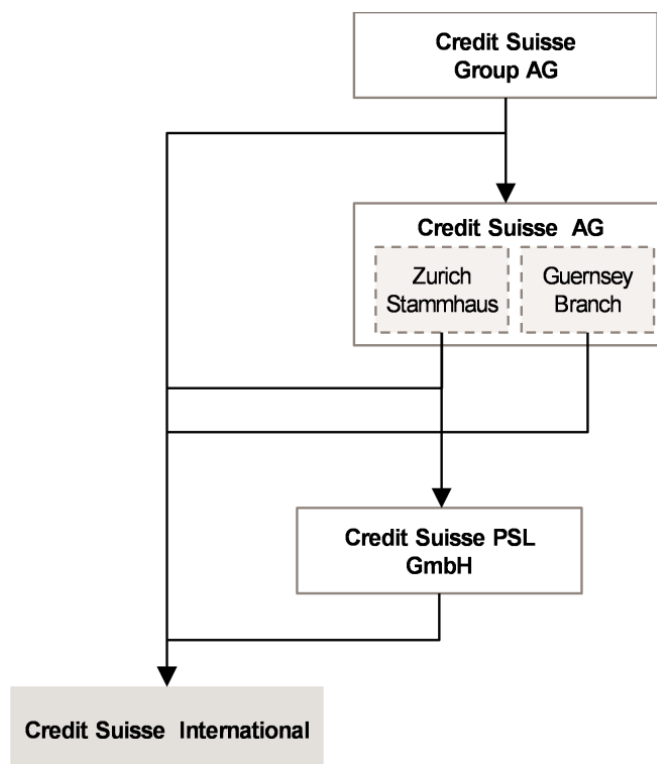 Credit Suisse
Group AG
Credit Suisse AG
Zurich
Stammhaus
Guernsey
Branch
Credit Suisse PSL
GmbH
Credit Suisse International